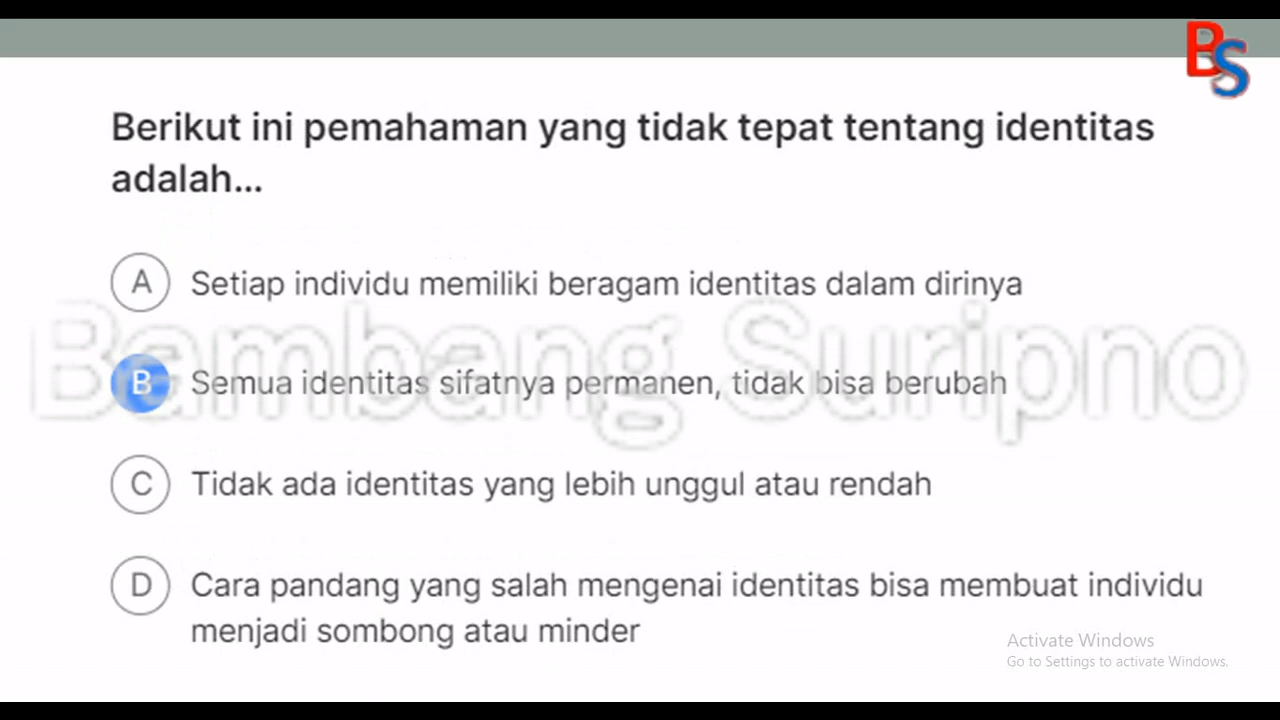 BS
Berikut ini pemahaman yang tidak tepat tentang identitas
adalah...
A Setiap individu memiliki beragam identitas dalam dirinya
Bambang Suripno
B Semua identitas sifatnya permanen, tidak bisa berubah
C Tidak ada identitas yang lebih unggul atau rendah
D Cara pandang yang salah mengenai identitas bisa membuat individu
menjadi sombong atau minder
Activate Windows
Go to Settings to activate Windows.